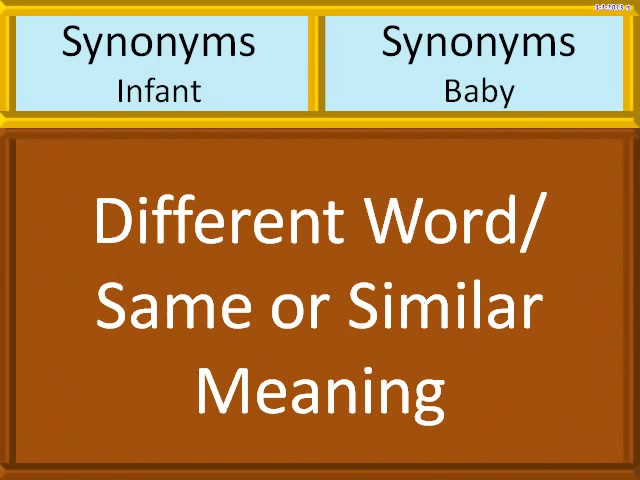 Synonyms
Infant
Synonyms
Baby
Different Word/
Same or Similar
Meaning